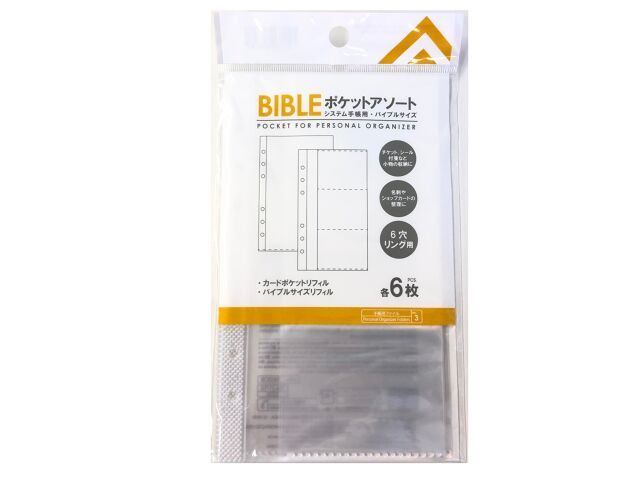 BIBLE ポケットアソート
システム手帳用・バイブルサイズ
POCKET FOR PERSONAL ORGANIZER
チケット、シール
付箋など
小物の収納に
名刺や
ショップカードの
整理に
6穴
リング用
・カードポケットリフィル
・バイブルサイズリフィル
各6枚
PCS.
手帳用ファイル
Personal Organizer Folders
3